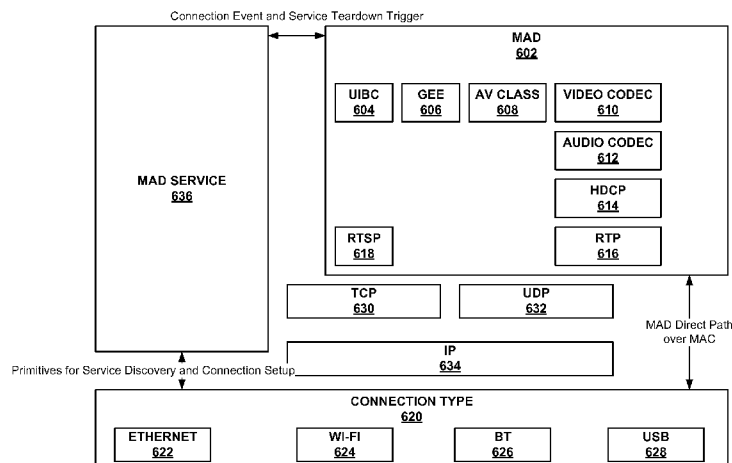 Connection Event and Service Teardown Trigger
MAD
602
UIBC
604
GEE
606
AV CLASS
608
VIDEO CODEC
610
AUDIO CODEC
612
MAD SERVICE
636
HDCP
614
RTSP
618
RTP
616
TCP
630
UDP
632
MAD Direct Path
over MAC
IP
634
Primitives for Service Discovery and Connection Setup
CONNECTION TYPE
620
ETHERNET
622
WI-FI
624
BT
626
USB
628